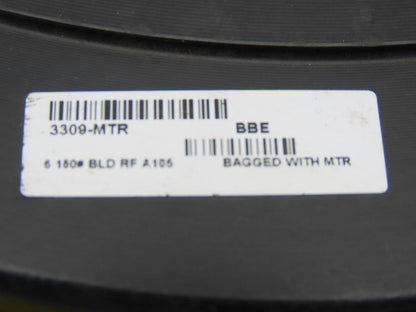 3309-MTR BBE
6 150# BLD RF A105 BAGGED WITH MTR